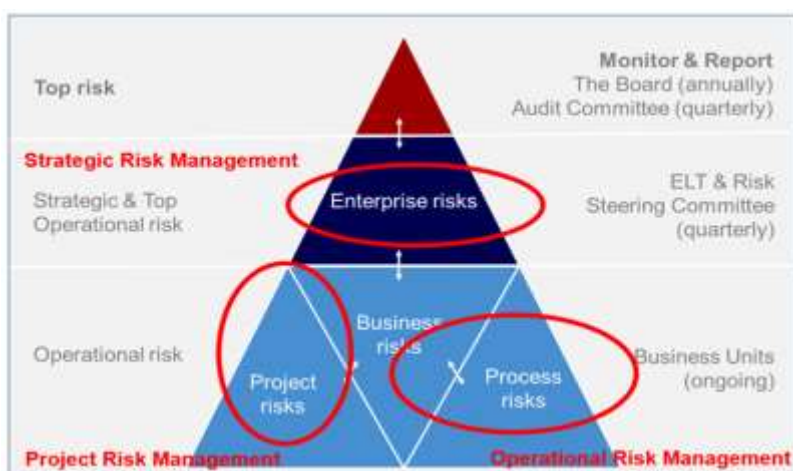 Top risk
Monitor & Report
The Board (annually)
Audit Committee (quarterly)
Strategic Risk Management
Strategic & Top
Operational risk
Enterprise risks
ELT & Risk
Steering Committee
(quarterly)
Operational risk
Business
risks
Project
risks
Process
risks
Business Units
(ongoing)
Project Risk Management
Operational Risk Management